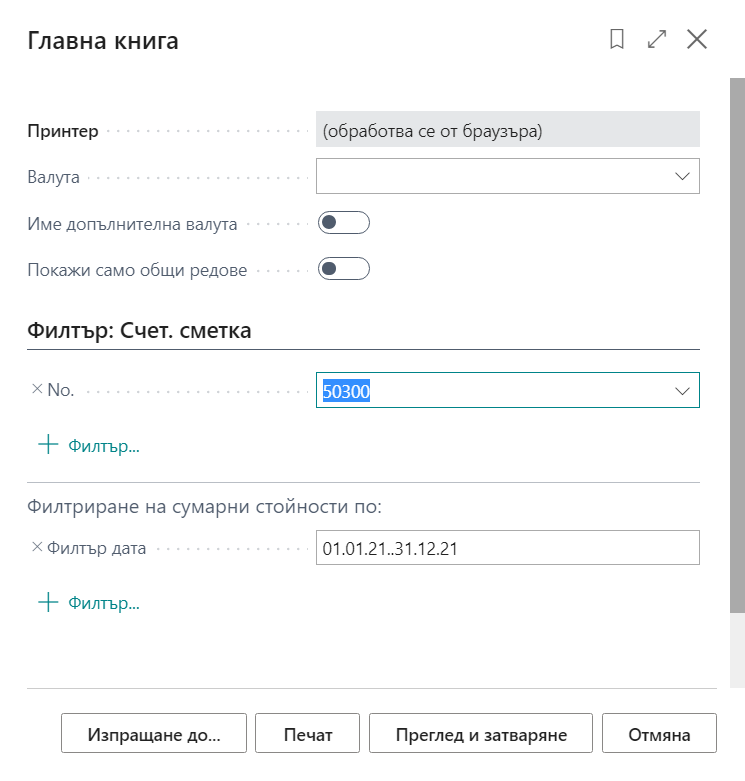 Главна книга
Принтер (обработва се от браузъра)
Валута
Име допълнителна валута
Покажи само общи редове
Филтър: Счет. сметка
No. 50300
Филтър...
Филтриране на сумарни стойности по:
Филтър дата 01.01.21..31.12.21
Филтър...
Изпращане до... Печат Преглед и затваряне Отмяна